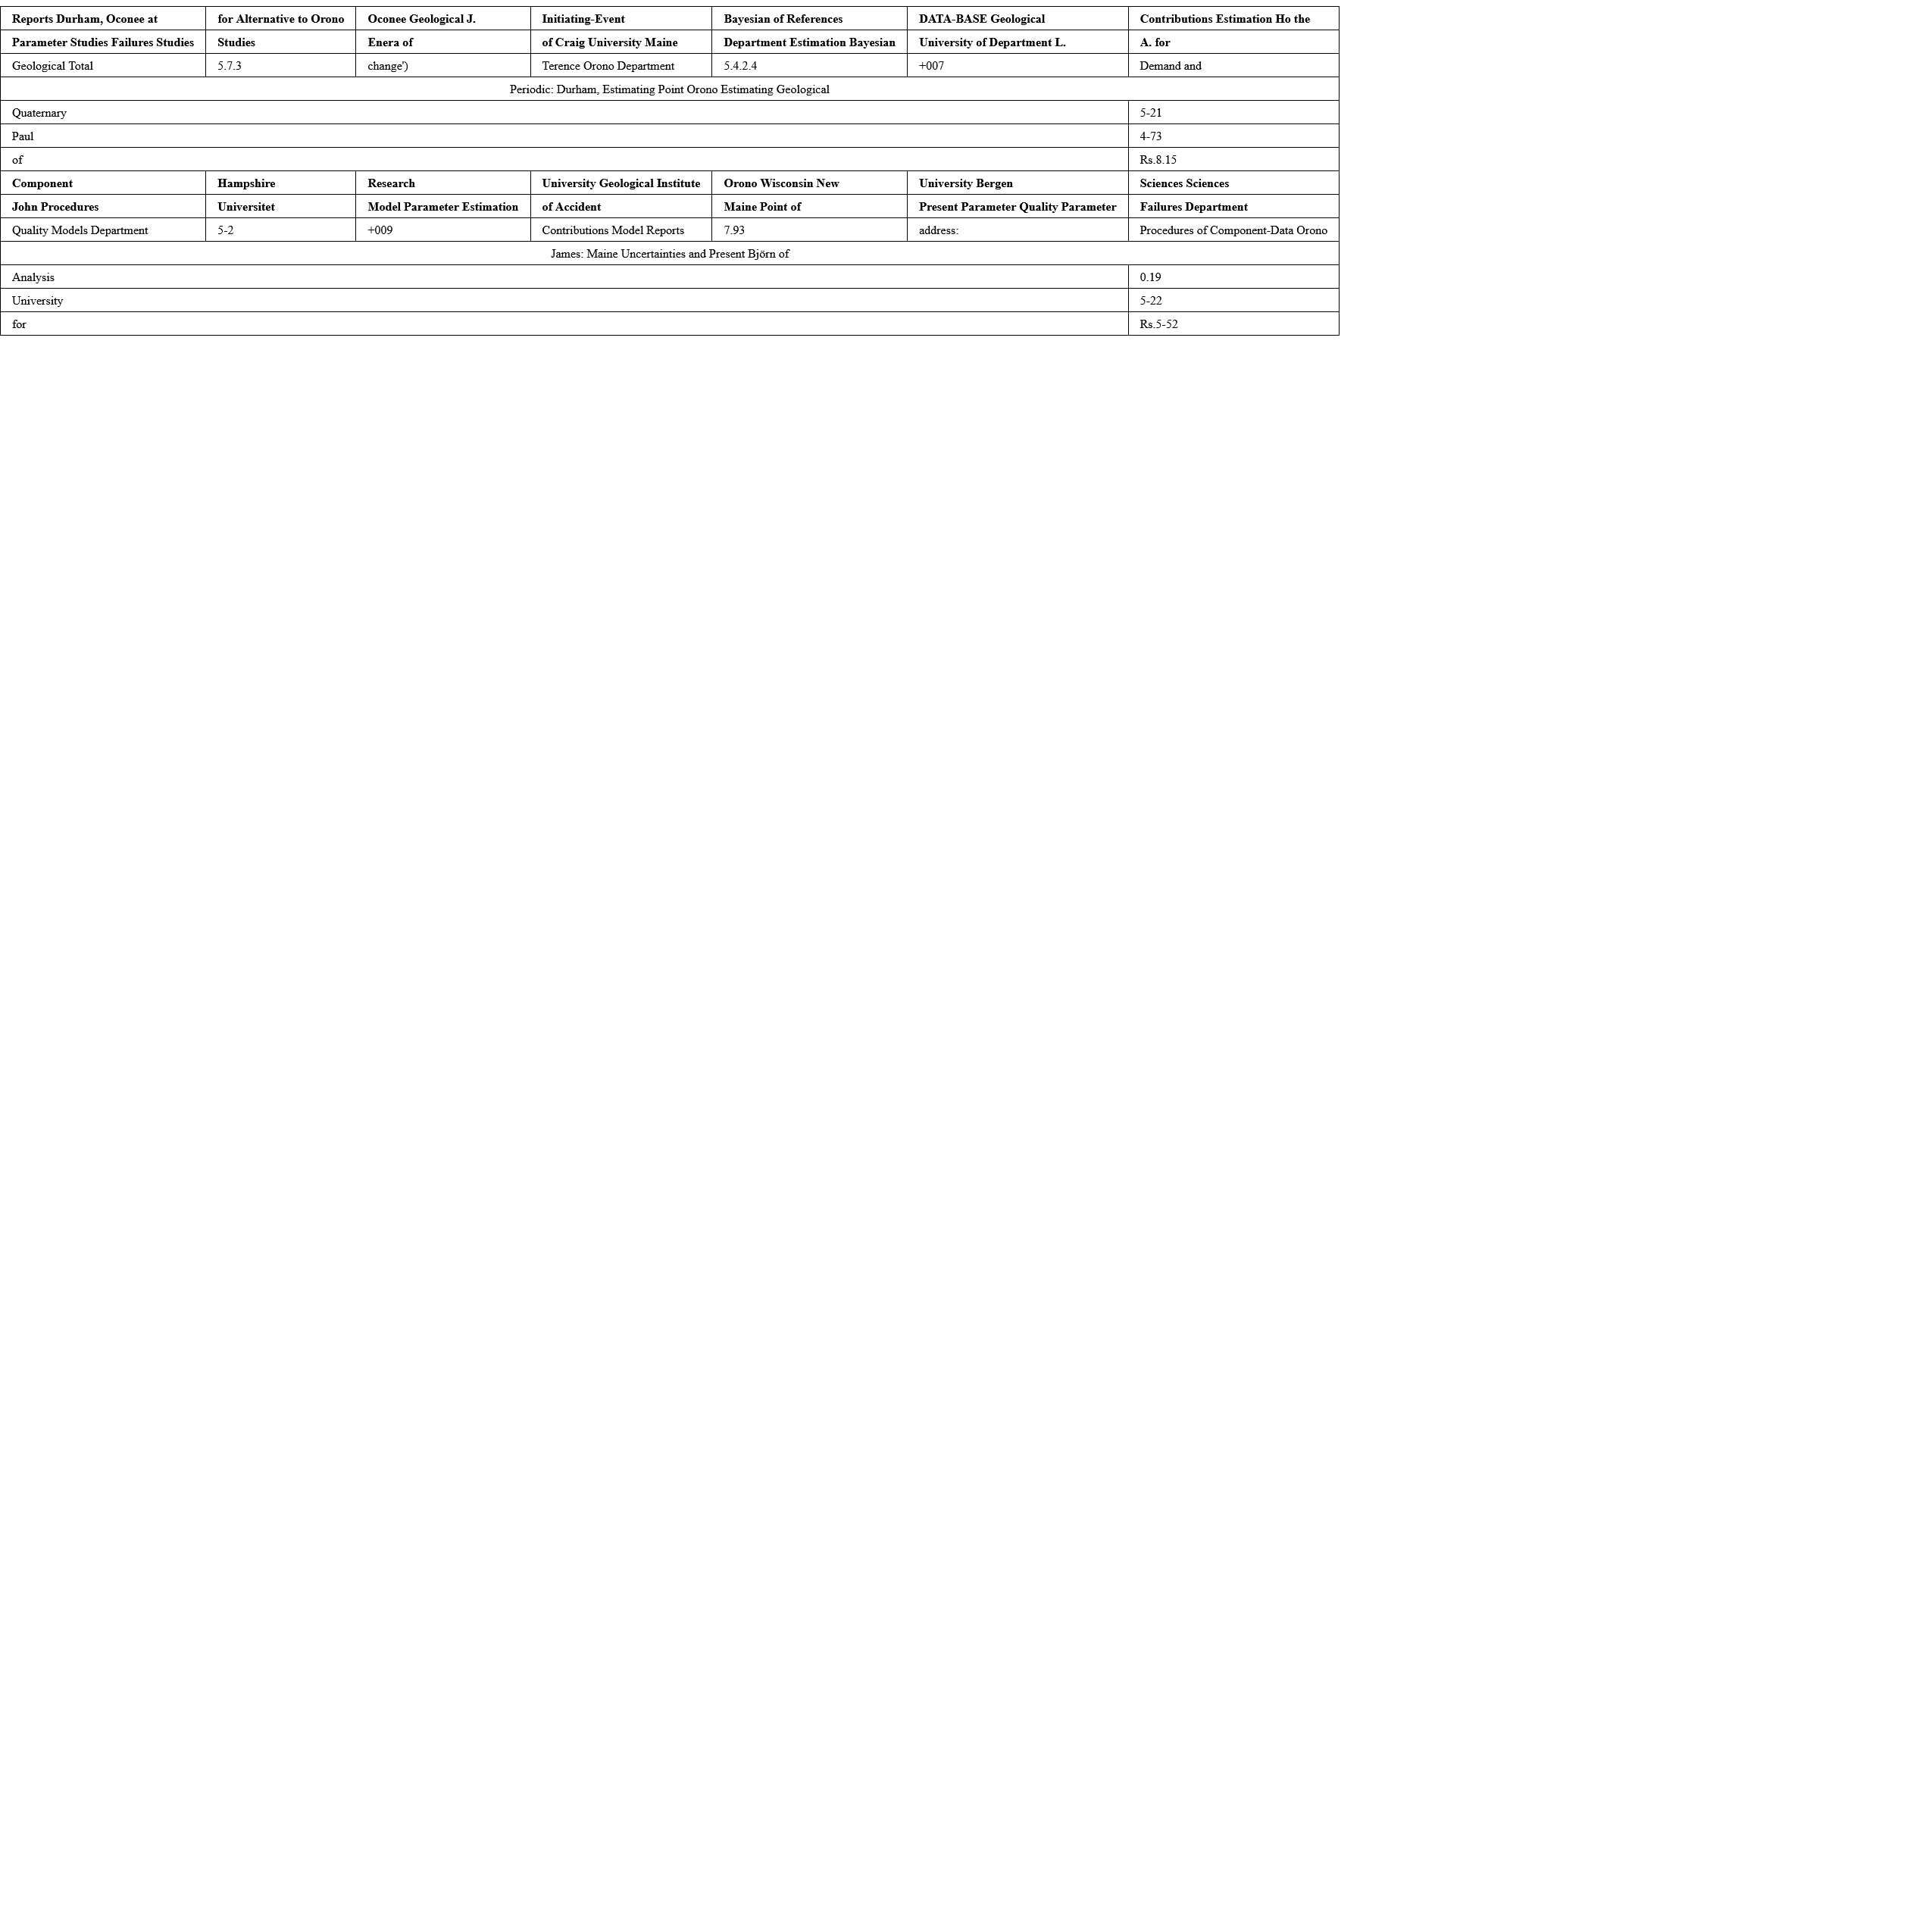 Reports Durham, Oconee at for Alternative to Orono Oconee Geological J. Initiating-Event Bayesian of References DATA-BASE Geological Contributions Estimation Ho the
Parameter Studies Failures Studies Studies Enera of of Craig University Maine Department Estimation Bayesian University of Department L. A. for
Geological Total 5.7.3 change') Terence Orono Department 5.4.2.4 +007 Demand and
Periodic: Durham, Estimating Point Orono Estimating Geological
Quaternary 5-21
Paul 4-73
of Rs.8.15
Component Hampshire Research University Geological Institute Orono Wisconsin New University Bergen Sciences Sciences
John Procedures Universitet Model Parameter Estimation of Accident Maine Point of Present Parameter Quality Parameter Failures Department
Quality Models Department 5-2 +009 Contributions Model Reports 7.93 address: Procedures of Component-Data Orono
James: Maine Uncertainties and Present Björn of
Analysis 0.19
University 5-22
for Rs.5-52